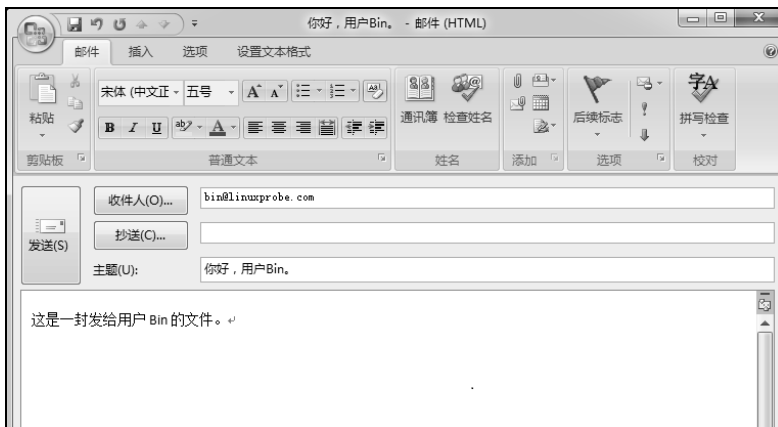 你好，用户Bin。 - 邮件 (HTML)
邮件 插入 选项 设置文本格式
粘贴
宋体 (中文正 五号 A A
B I U ab A
通讯簿 检查姓名
后续标志
字A
拼写检查
剪贴板 普通文本 姓名 添加 选项 校对
发送(S)
收件人(O)... bin@linuxprobe.com
抄送(C)...
主题(U): 你好，用户Bin。
这是一封发给用户 Bin 的文件。